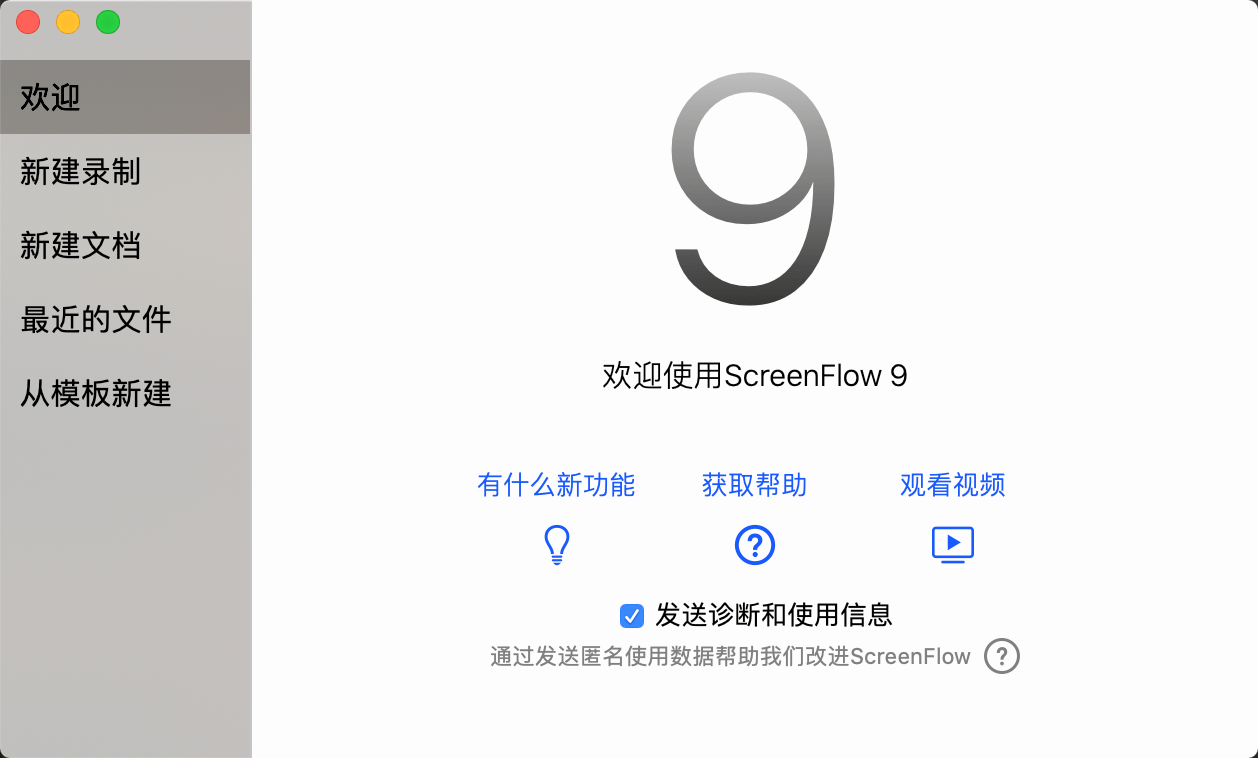 欢迎
新建录制
新建文档
最近的文件
从模板新建
9
欢迎使用ScreenFlow 9
有什么新功能
获取帮助
观看视频
?
发送诊断和使用信息
通过发送匿名使用数据帮助我们改进ScreenFlow ?